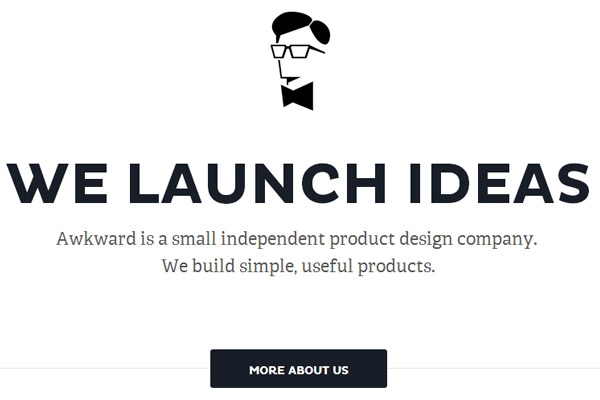 WE LAUNCH IDEAS
Awkward is a small independent product design company.
We build simple, useful products.
MORE ABOUT US